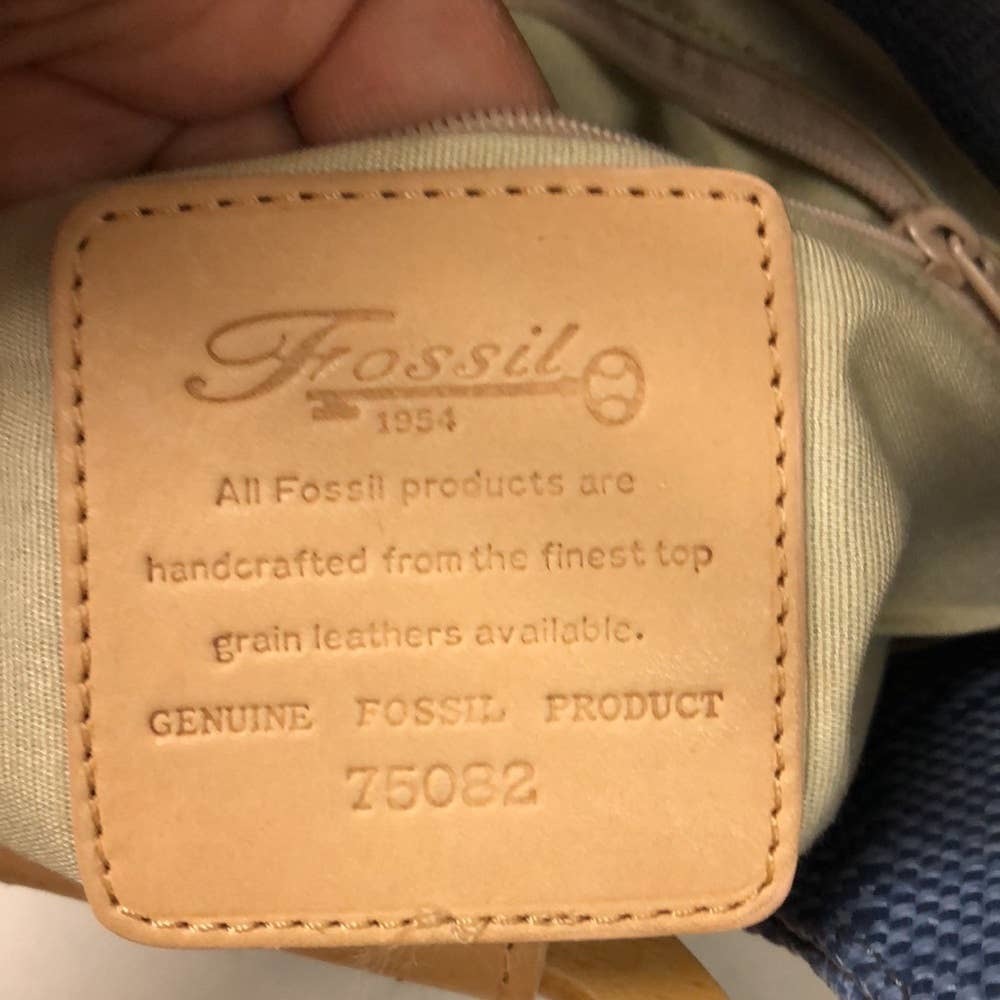 Fossil
1954
All Fossil products are
handcrafted from the finest top
grain leathers available.
GENUINE FOSSIL PRODUCT
75082